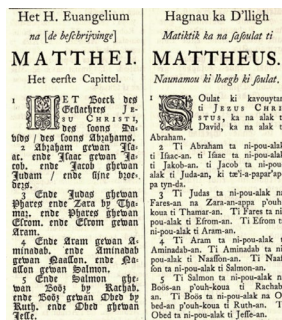 Het H. Euangelium
na [de beſchrijvinge]
MATTHEI.
Het eerſte Capittel.
1 HET Boeck des
Geſlachtes JE-
SU CHRISTI,
des ſoons Da-
vids / des ſoons Abrahams.
2 Abraham gewan Iſa-
ac. ende Iſaac gewan Ja-
cob. ende Jacob ghewan
Judam / ende ſijne broe-
ders.
3 Ende Judas ghewan
Phares ende Zara by Tha-
mar. ende Phares ghewan
Eſrom. ende Eſrom gewan
Aram.
4 Ende Aram gewan A-
minadab. ende Aminadab
gewan Naaſſon. ende Na-
aſſon gewan Salmon.
5 Ende Salmon ghe-
wan Booz by Rachab.
ende Booz gewan Obed by
Ruth. ende Obed ghewan
Jeſſe.
Hagnau ka D'lligh
Matiktik ka na ſaſoulat ti
MATTHEUS.
Naunamou ki lbægh ki ſoulat.
1 Soulat ki kavouytan
ti JEZUS CHRIST
us, ka na alak ti
David, ka na alak ti
Abraham.
2 Ti Abraham ta ni-pou-alak
ti Iſaac-an. ti Iſaac ta ni-pou-alak
ti Jakob-an. ti Jacob ta ni-pou-
alak ti Juda-an, ki tæ'i-a-papar'ap
pa tyn-da.
3 Ti Judas ta ni-pou-alak na
Fares-an na Zara-an-appa p'ouh
koua ti Thamar-an. Ti Fares ta ni-
pou-alak ti Eſrom-an. Ti Eſrom ta
ni-pou-alak ti Aram-an.
4 Ti Aram ta ni-pou-alak ti
Aminadab-an. Ti Aminadab ta ni-
pou-alak ti Naaſſon-an. Ti Naaſ-
ſon ta ni-pou-alak ti Salmon-an.
5 Ti Salmon ta ni-pou-alak na
Boös-an p'ouh-koua ti Rachab-
an. Ti Boös ta ni-pou-alak na O-
bed-an p'ouh-koua ti Ruth-an. Ti
Obed ta ni-pou-alak ti Jeſſe-an.